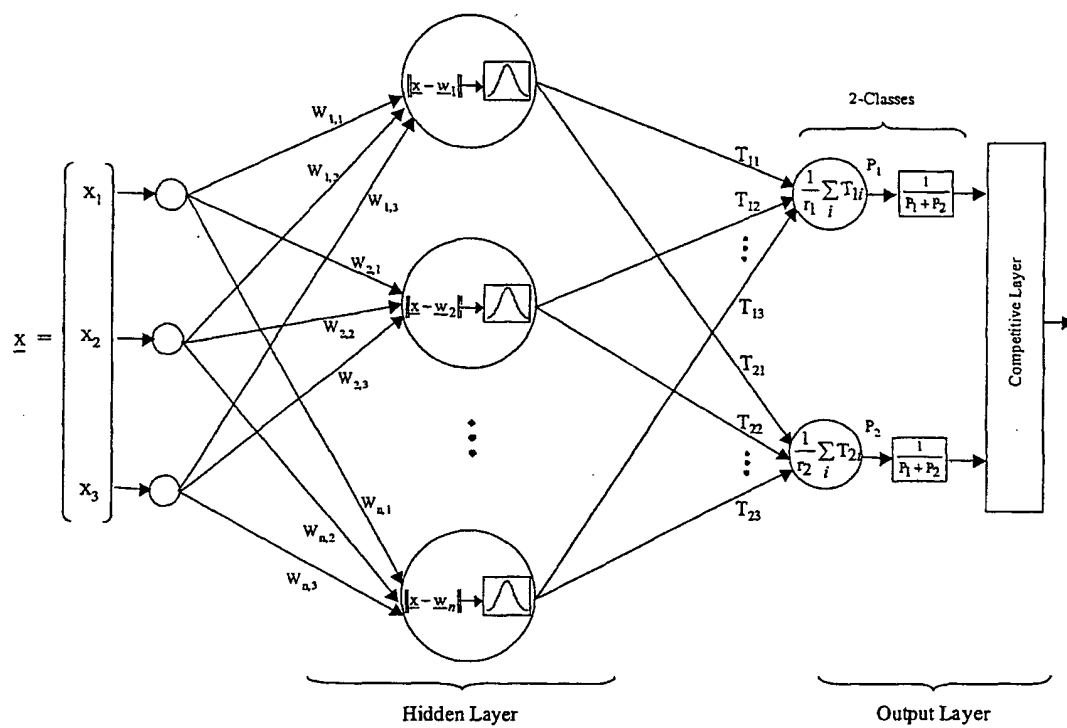 x = 
x₁
x₂
x₃
W₁,₁
W₁,₂
W₁,₃
W₂,₁
W₂,₂
W₂,₃
Wₙ,₁
Wₙ,₂
Wₙ,₃
‖x - w₁‖
‖x - w₂‖
‖x - wₙ‖
Hidden Layer
T₁₁
T₁₂
T₁₃
T₂₁
T₂₂
T₂₃
2-Classes
1/r₁ ∑ᵢ T₁ᵢ
P₁
1/(P₁ + P₂)
1/r₂ ∑ᵢ T₂ᵢ
P₂
1/(P₁ + P₂)
Competitive Layer
Output Layer